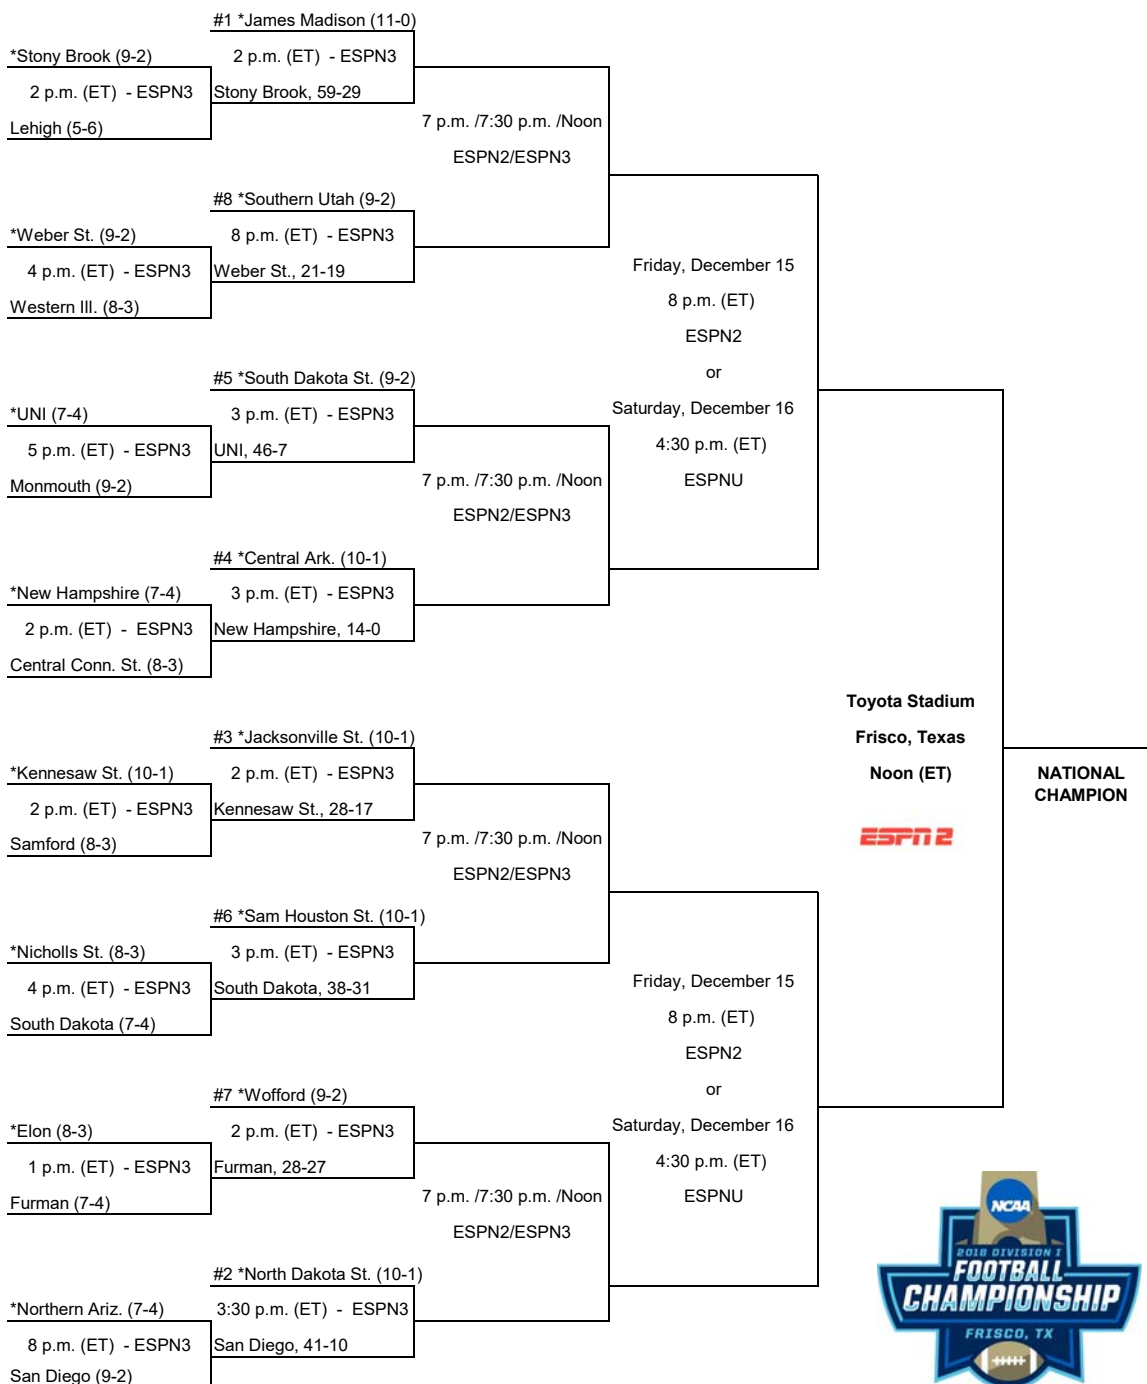 #1 *James Madison (11-0)
*Stony Brook (9-2)
2 p.m. (ET) - ESPN3
2 p.m. (ET) - ESPN3
Stony Brook, 59-29
Lehigh (5-6)
7 p.m. /7:30 p.m. /Noon
ESPN2/ESPN3
#8 *Southern Utah (9-2)
*Weber St. (9-2)
8 p.m. (ET) - ESPN3
4 p.m. (ET) - ESPN3
Weber St., 21-19
Western Ill. (8-3)
Friday, December 15
8 p.m. (ET)
ESPN2
or
Saturday, December 16
4:30 p.m. (ET)
ESPNU
#5 *South Dakota St. (9-2)
*UNI (7-4)
3 p.m. (ET) - ESPN3
5 p.m. (ET) - ESPN3
UNI, 46-7
Monmouth (9-2)
7 p.m. /7:30 p.m. /Noon
ESPN2/ESPN3
#4 *Central Ark. (10-1)
*New Hampshire (7-4)
3 p.m. (ET) - ESPN3
2 p.m. (ET) - ESPN3
New Hampshire, 14-0
Central Conn. St. (8-3)
Toyota Stadium
Frisco, Texas
Noon (ET)
ESPN2
NATIONAL
CHAMPION
#3 *Jacksonville St. (10-1)
*Kennesaw St. (10-1)
2 p.m. (ET) - ESPN3
2 p.m. (ET) - ESPN3
Kennesaw St., 28-17
Samford (8-3)
7 p.m. /7:30 p.m. /Noon
ESPN2/ESPN3
#6 *Sam Houston St. (10-1)
*Nicholls St. (8-3)
3 p.m. (ET) - ESPN3
4 p.m. (ET) - ESPN3
South Dakota, 38-31
South Dakota (7-4)
Friday, December 15
8 p.m. (ET)
ESPN2
or
Saturday, December 16
4:30 p.m. (ET)
ESPNU
#7 *Wofford (9-2)
*Elon (8-3)
2 p.m. (ET) - ESPN3
1 p.m. (ET) - ESPN3
Furman, 28-27
Furman (7-4)
7 p.m. /7:30 p.m. /Noon
ESPN2/ESPN3
#2 *North Dakota St. (10-1)
*Northern Ariz. (7-4)
3:30 p.m. (ET) - ESPN3
8 p.m. (ET) - ESPN3
San Diego, 41-10
San Diego (9-2)
NCAA
2018 DIVISION I
FOOTBALL
CHAMPIONSHIP
FRISCO, TX